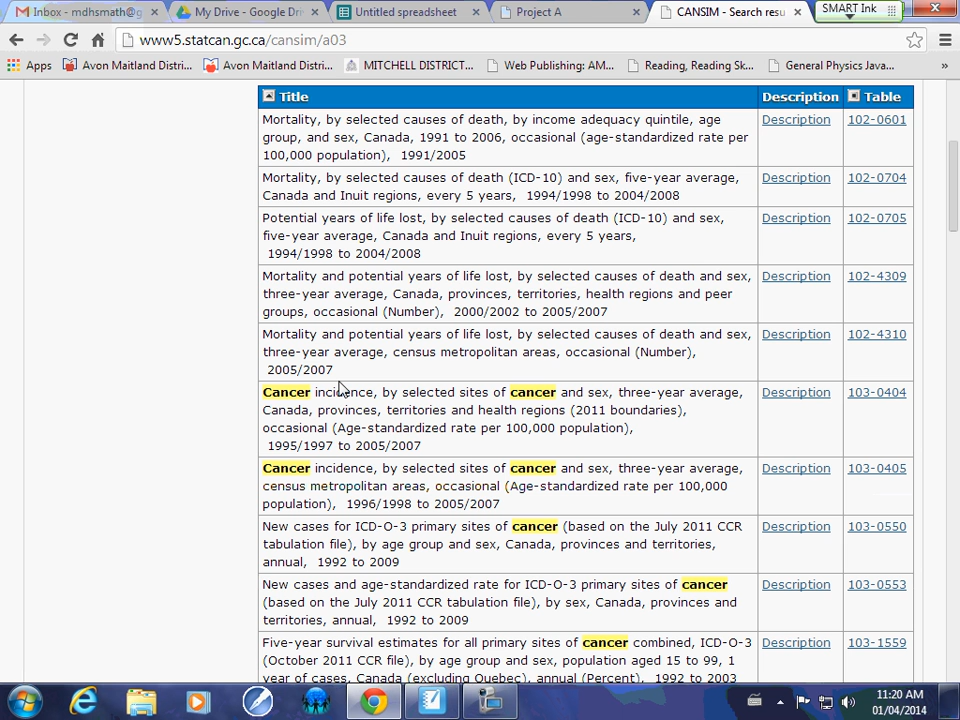 Inbox - mdhsmath@g
My Drive - Google Dri
Untitled spreadsheet
Project A
CANSIM - Search resu
SMART Ink
www5.statcan.gc.ca/cansim/a03
Apps
Avon Maitland Distri...
Avon Maitland Distri...
MITCHELL DISTRICT...
Web Publishing: AM...
Reading, Reading Sk...
General Physics Java...
»
Title Description Table
Mortality, by selected causes of death, by income adequacy quintile, age Description 102-0601
group, and sex, Canada, 1991 to 2006, occasional (age-standardized rate per
100,000 population), 1991/2005
Mortality, by selected causes of death (ICD-10) and sex, five-year average, Description 102-0704
Canada and Inuit regions, every 5 years, 1994/1998 to 2004/2008
Potential years of life lost, by selected causes of death (ICD-10) and sex, Description 102-0705
five-year average, Canada and Inuit regions, every 5 years,
1994/1998 to 2004/2008
Mortality and potential years of life lost, by selected causes of death and sex, Description 102-4309
three-year average, Canada, provinces, territories, health regions and peer
groups, occasional (Number), 2000/2002 to 2005/2007
Mortality and potential years of life lost, by selected causes of death and sex, Description 102-4310
three-year average, census metropolitan areas, occasional (Number),
2005/2007
Cancer incidence, by selected sites of cancer and sex, three-year average, Description 103-0404
Canada, provinces, territories and health regions (2011 boundaries),
occasional (Age-standardized rate per 100,000 population),
1995/1997 to 2005/2007
Cancer incidence, by selected sites of cancer and sex, three-year average, Description 103-0405
census metropolitan areas, occasional (Age-standardized rate per 100,000
population), 1996/1998 to 2005/2007
New cases for ICD-O-3 primary sites of cancer (based on the July 2011 CCR Description 103-0550
tabulation file), by age group and sex, Canada, provinces and territories,
annual, 1992 to 2009
New cases and age-standardized rate for ICD-O-3 primary sites of cancer Description 103-0553
(based on the July 2011 CCR tabulation file), by sex, Canada, provinces and
territories, annual, 1992 to 2009
Five-year survival estimates for all primary sites of cancer combined, ICD-O-3 Description 103-1559
(October 2011 CCR file), by age group and sex, population aged 15 to 99, 1
year of cases, Canada (excluding Quebec), annual (Percent), 1992 to 2003
11:20 AM
01/04/2014